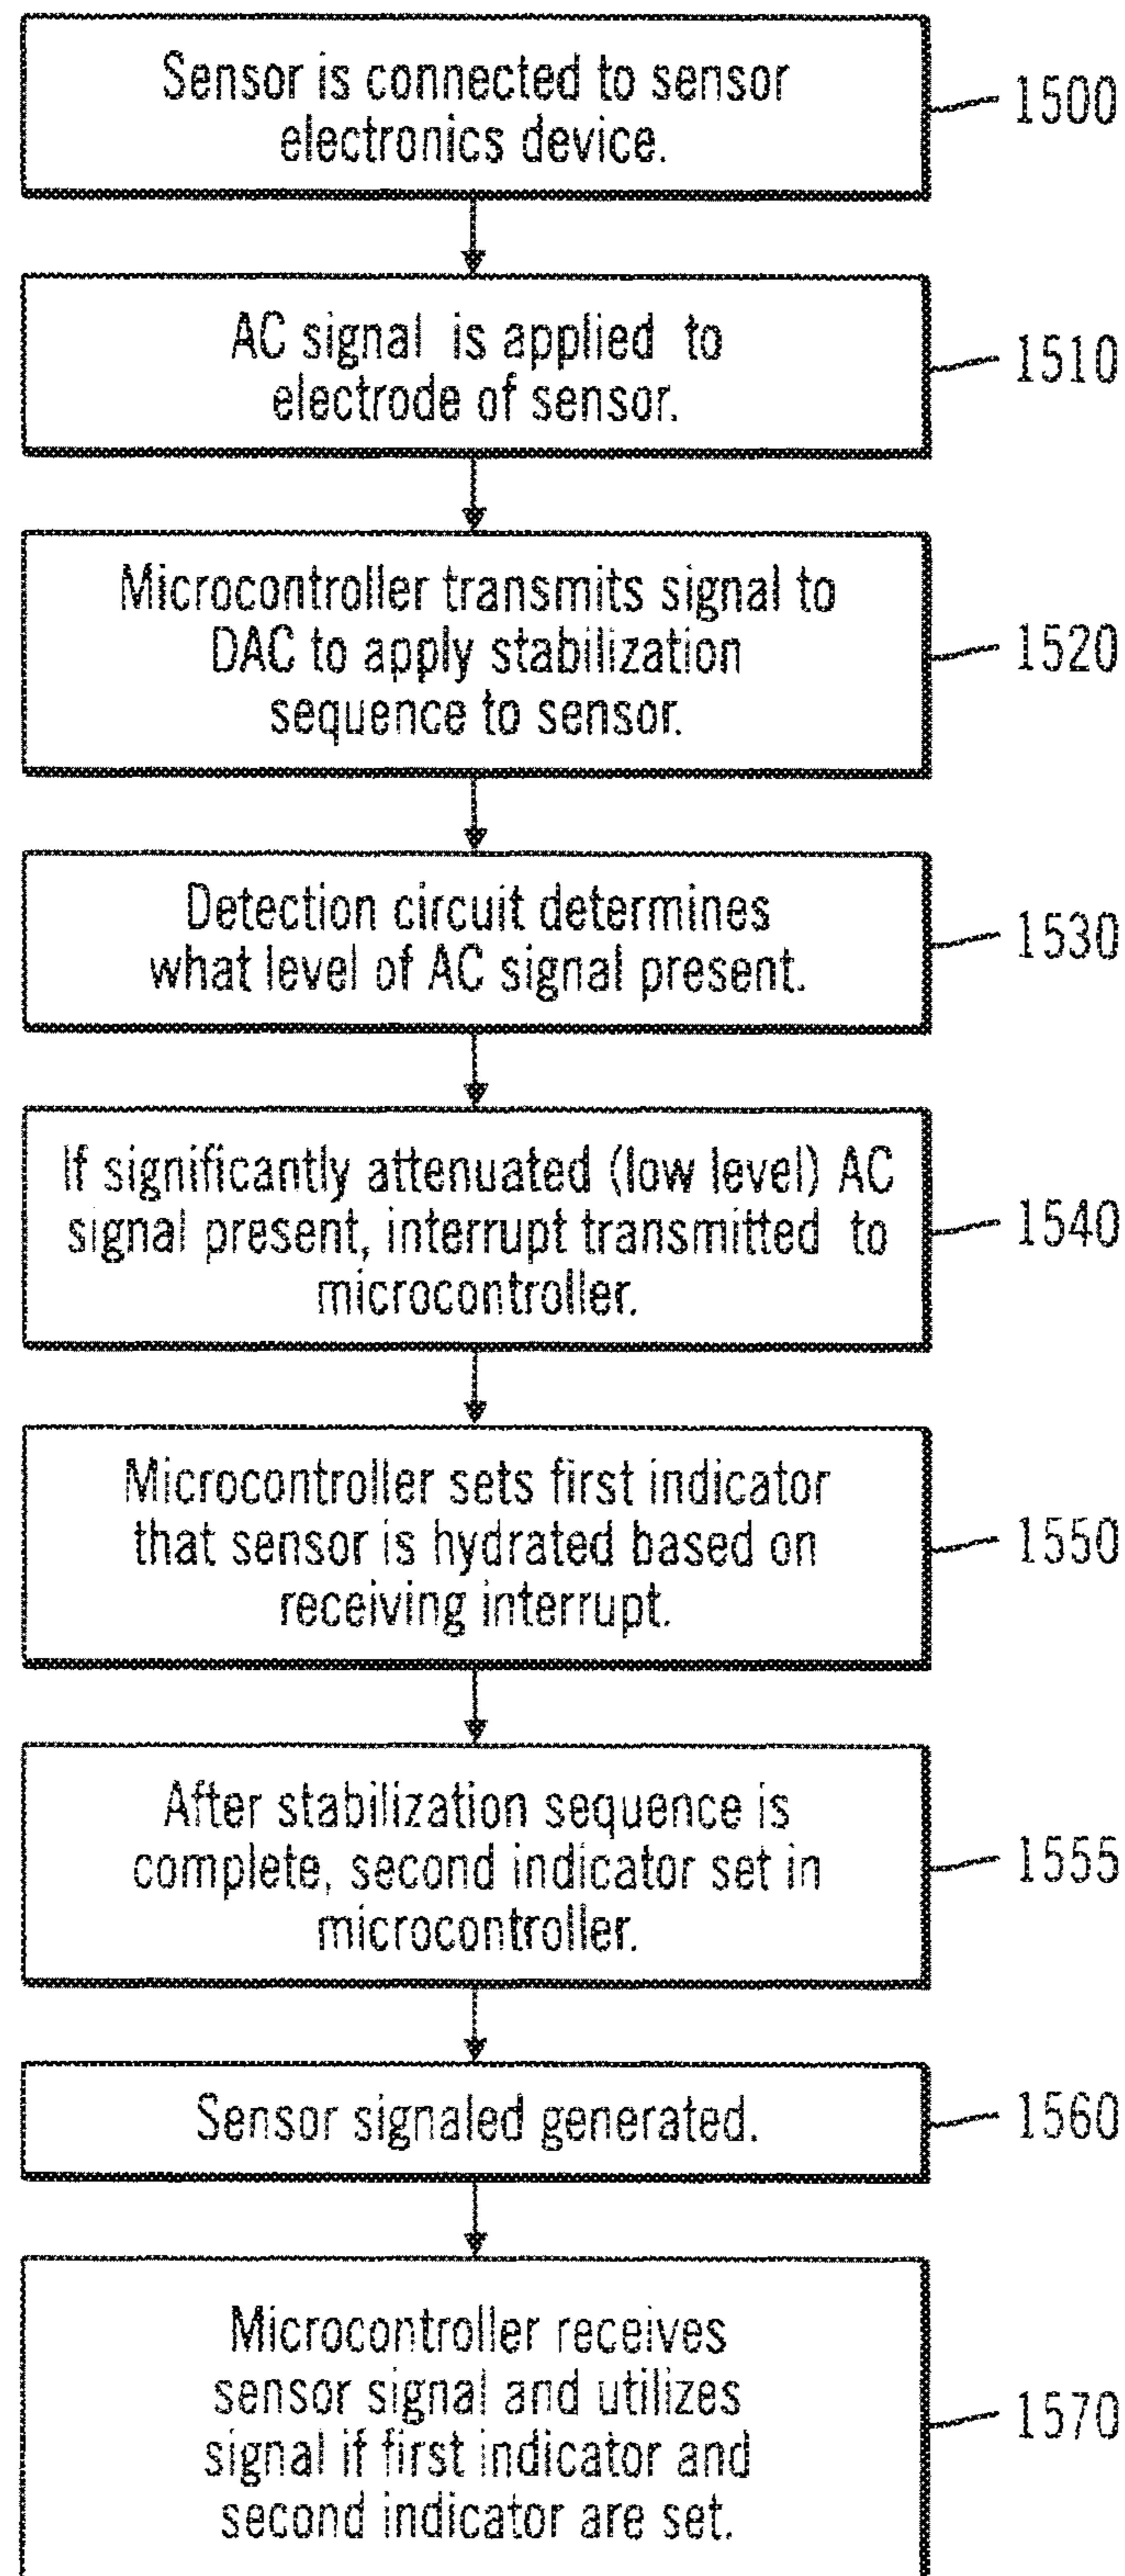 Sensor is connected to sensor
electronics device.
1500
AC signal is applied to
electrode of sensor.
1510
Microcontroller transmits signal to
DAC to apply stabilization
sequence to sensor.
1520
Detection circuit determines
what level of AC signal present.
1530
If significantly attenuated (low level) AC
signal present, interrupt transmitted to
microcontroller.
1540
Microcontroller sets first indicator
that sensor is hydrated based on
receiving interrupt.
1550
After stabilization sequence is
complete, second indicator set in
microcontroller.
1555
Sensor signaled generated.
1560
Microcontroller receives
sensor signal and utilizes
signal if first indicator and
second indicator are set.
1570